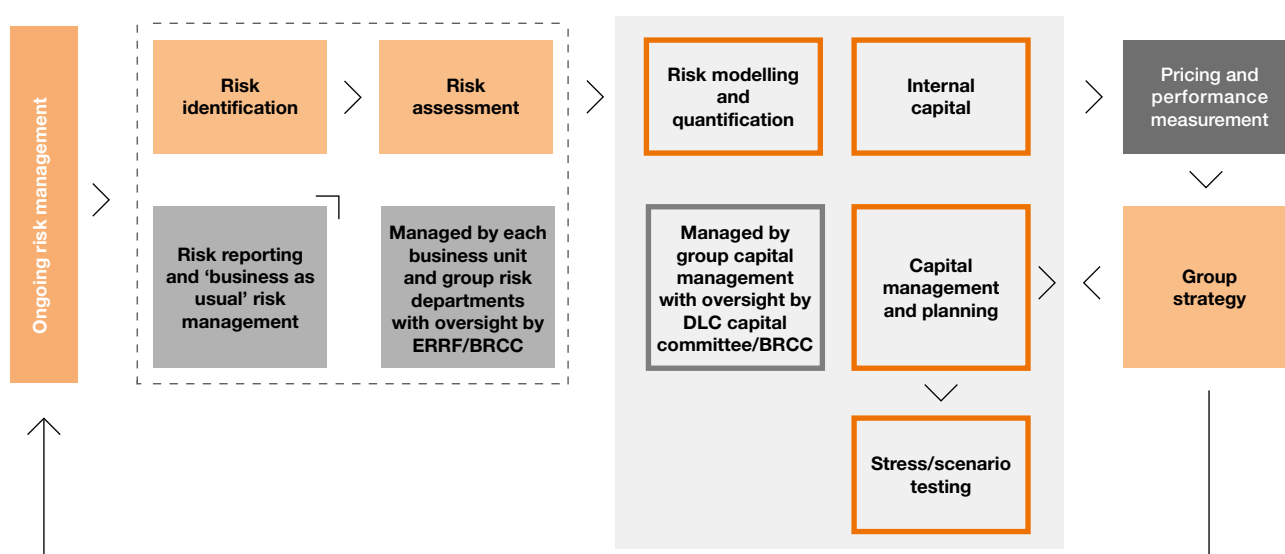 Ongoing risk management
Risk
identification
Risk
assessment
Risk modelling
and
quantification
Internal
capital
Pricing and
performance
measurement
Risk reporting
and ‘business as
usual’ risk
management
Managed by each
business unit
and group risk
departments
with oversight by
ERRF/BRCC
Managed by
group capital
management
with oversight by
DLC capital
committee/BRCC
Capital
management
and planning
Group
strategy
Stress/scenario
testing